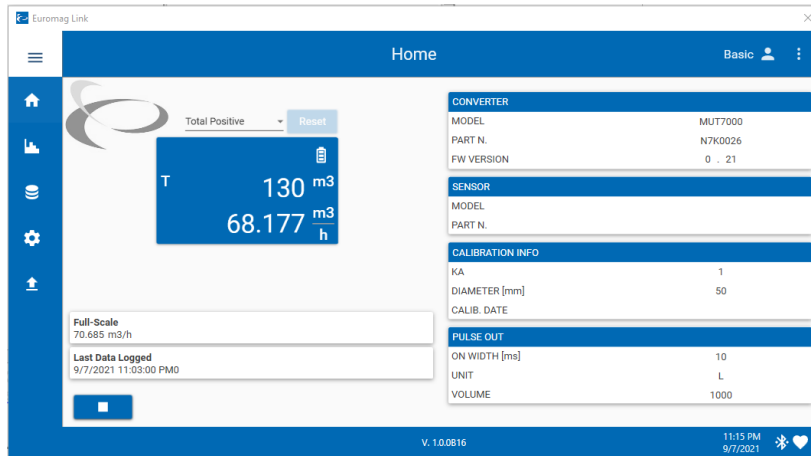 Euromag Link
Home
Basic
Total Positive
Reset
T 130 m3
68.177 m3
h
Full-Scale
70.685 m3/h
Last Data Logged
9/7/2021 11:03:00 PM0
CONVERTER
MODEL MUT7000
PART N. N7K0026
FW VERSION 0 . 21
SENSOR
MODEL
PART N.
CALIBRATION INFO
KA 1
DIAMETER [mm] 50
CALIB. DATE
PULSE OUT
ON WIDTH [ms] 10
UNIT L
VOLUME 1000
V. 1.0.0B16
11:15 PM
9/7/2021